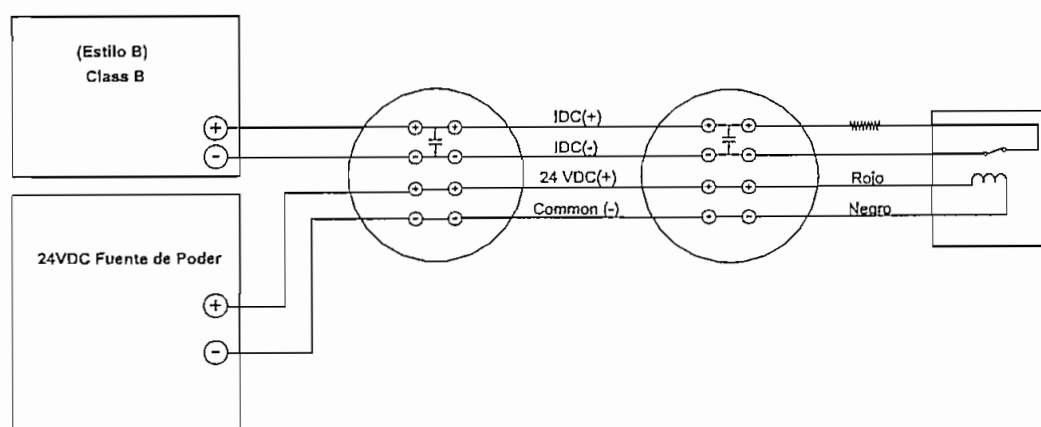 (Estilo B)
Class B
+
-
24VDC Fuente de Poder
+
-
IDC(+)
IDC(-)
24 VDC(+)
Common (-)
Rojo
Negro